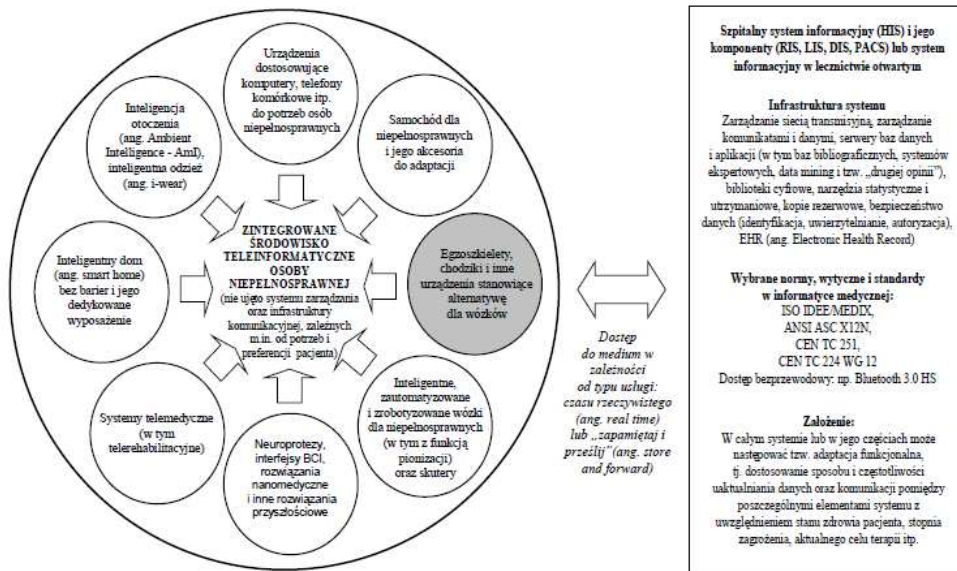 Urządzenia
dostosowujące
komputery, telefony
komórkowe itp.
do potrzeb osób
niepełnosprawnych
Samochód dla
niepełnosprawnych
i jego akcesoria
do adaptacji
Egzoszkielety,
chodziki i inne
urządzenia stanowiące
alternatywę
dla wózków
Inteligentne,
zautomatyzowane
i zrobotyzowane wózki
dla niepełnosprawnych
(w tym z funkcją
pionizacji)
oraz skutery
Neuroprotezy,
interfejsy BCI,
rozwiązania
nanomedyczne
i inne rozwiązania
przyszłościowe
Systemy telemedyczne
(w tym
telerehabilitacyjne)
Inteligentny dom
(ang. smart home)
bez barier i jego
dedykowane
wyposażenie
Inteligencja
otoczenia
(ang. Ambient
Intelligence - AmI),
inteligentna odzież
(ang. i-wear)
ZINTEGROWANE
ŚRODOWISKO
TELEINFORMATYCZNE
OSOBY
NIEPEŁNOSPRAWNEJ
(nie ujęto systemu zarządzania
oraz infrastruktury
komunikacyjnej, zależnych
m.in. od potrzeb i
preferencji pacjenta)
Dostęp
do medium w
zależności
od typu usługi:
czasu rzeczywistego
(ang. real time)
lub „zapamiętaj i
prześlij”(ang. store
and forward)
Szpitalny system informacyjny (HIS) i jego
komponenty (RIS, LIS, DIS, PACS) lub system
informacyjny w lecznictwie otwartym
Infrastruktura systemu
Zarządzanie siecią transmisyjną, zarządzanie
komunikatami i danymi, serwery baz danych
i aplikacji (w tym baz bibliograficznych, systemów
ekspertowych, data mining i tzw. „drugiej opinii”),
biblioteki cyfrowe, narzędzia statystyczne i
utrzymaniowe, kopie rezerwowe, bezpieczeństwo
danych (identyfikacja, uwierzytelnianie, autoryzacja),
EHR (ang. Electronic Health Record)
Wybrane normy, wytyczne i standardy
w informatyce medycznej:
ISO IDEE/MEDIX,
ANSI ASC X12N,
CEN TC 251,
CEN TC 224 WG 12
Dostęp bezprzewodowy: np. Bluetooth 3.0 HS
Założenie:
W całym systemie lub w jego częściach może
następować tzw. adaptacja funkcjonalna,
tj. dostosowanie sposobu i częstotliwości
uaktualniania danych oraz komunikacji pomiędzy
poszczególnymi elementami systemu z
uwzględnieniem stanu zdrowia pacjenta, stopnia
zagrożenia, aktualnego celu terapii itp.